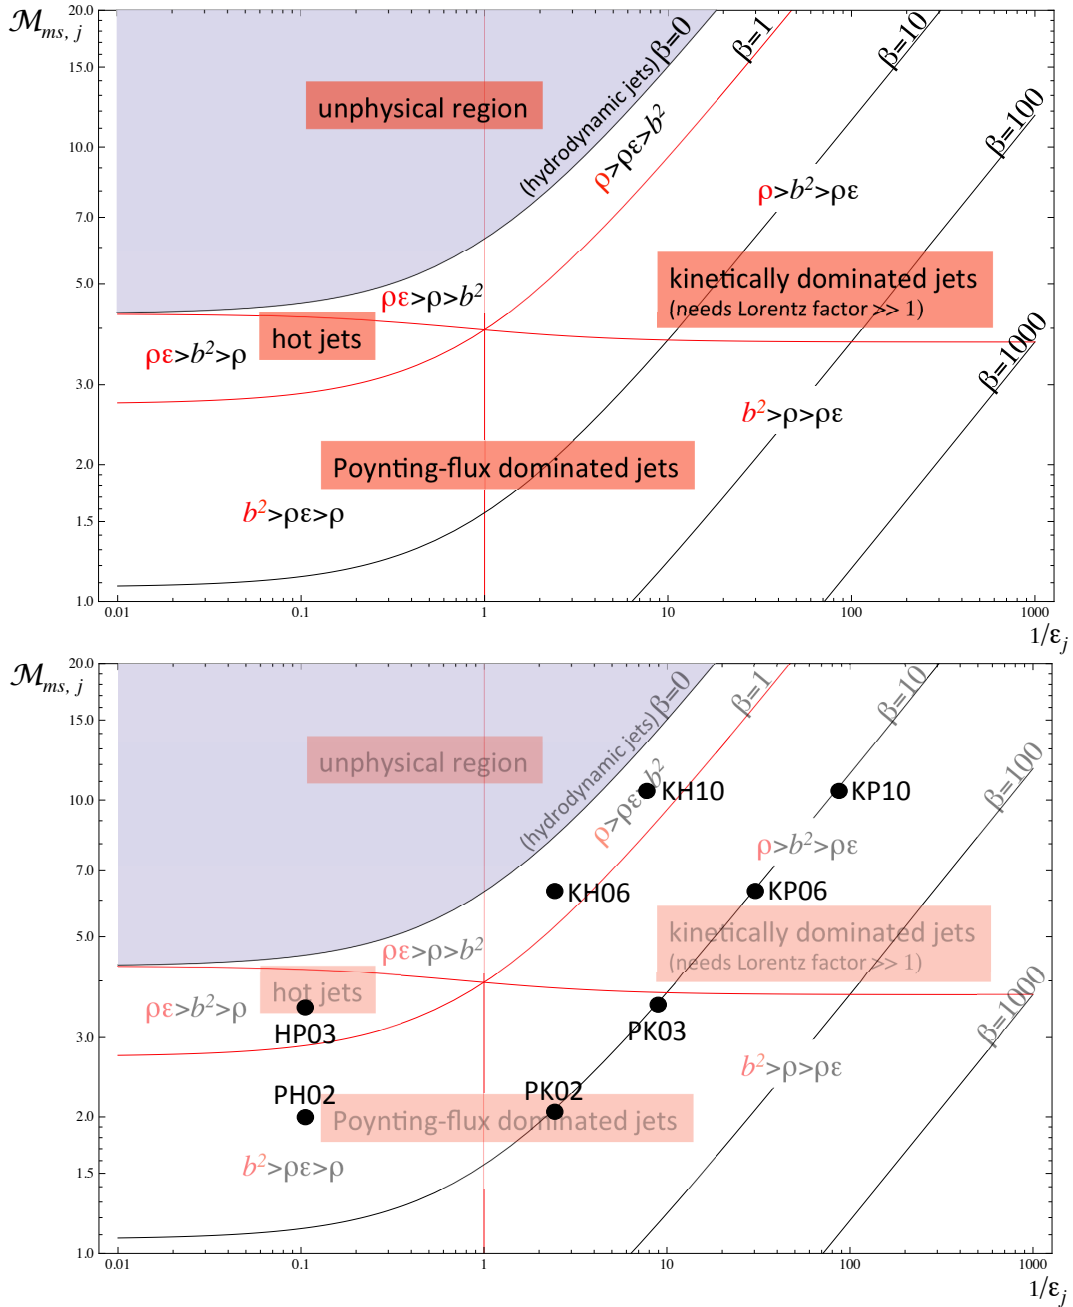 ℳms, j
20.0
15.0
10.0
7.0
5.0
3.0
2.0
1.5
1.0
unphysical region
(hydrodynamic jets) β=0
β=1
β=10
β=100
β=1000
ρ>ρε>b²
ρ>b²>ρε
ρε>ρ>b²
kinetically dominated jets
(needs Lorentz factor >> 1)
hot jets
ρε>b²>ρ
b²>ρ>ρε
Poynting-flux dominated jets
b²>ρε>ρ
0.01 0.1 1 10 100 1000
1/εj
ℳms, j
20.0
15.0
10.0
7.0
5.0
3.0
2.0
1.5
1.0
unphysical region
(hydrodynamic jets) β=0
β=1
β=10
β=100
β=1000
KH10
KP10
ρ>ρε>b²
ρ>b²>ρε
KH06
KP06
ρε>ρ>b²
kinetically dominated jets
(needs Lorentz factor >> 1)
hot jets
ρε>b²>ρ
HP03
PK03
b²>ρ>ρε
PH02
PK02
Poynting-flux dominated jets
b²>ρε>ρ
0.01 0.1 1 10 100 1000
1/εj